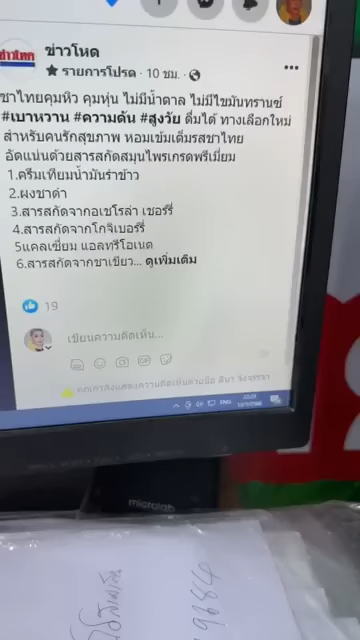 ข่าวโหด
รายการโปรด · 10 ชม.
ชาไทยคุมหิว คุมหุ่น ไม่มีน้ำตาล ไม่มีไขมันทรานซ์
#เบาหวาน #ความดัน #สูงวัย ดื่มได้ ทางเลือกใหม่
สำหรับคนรักสุขภาพ หอมเข้มเต็มรสชาไทย
อัดแน่นด้วยสารสกัดสมุนไพรเกรดพรีเมี่ยม
1.ครีมเทียมน้ำมันรำข้าว
2.ผงชาดำ
3.สารสกัดจากอเซโรล่า เชอร์รี่
4.สารสกัดจากโกจิเบอร์รี่
5แคลเซี่ยม แอลทรีโอเนต
6.สารสกัดจากชาเขียว... ดูเพิ่มเติม
19
เขียนความคิดเห็น...
ENG
microlab